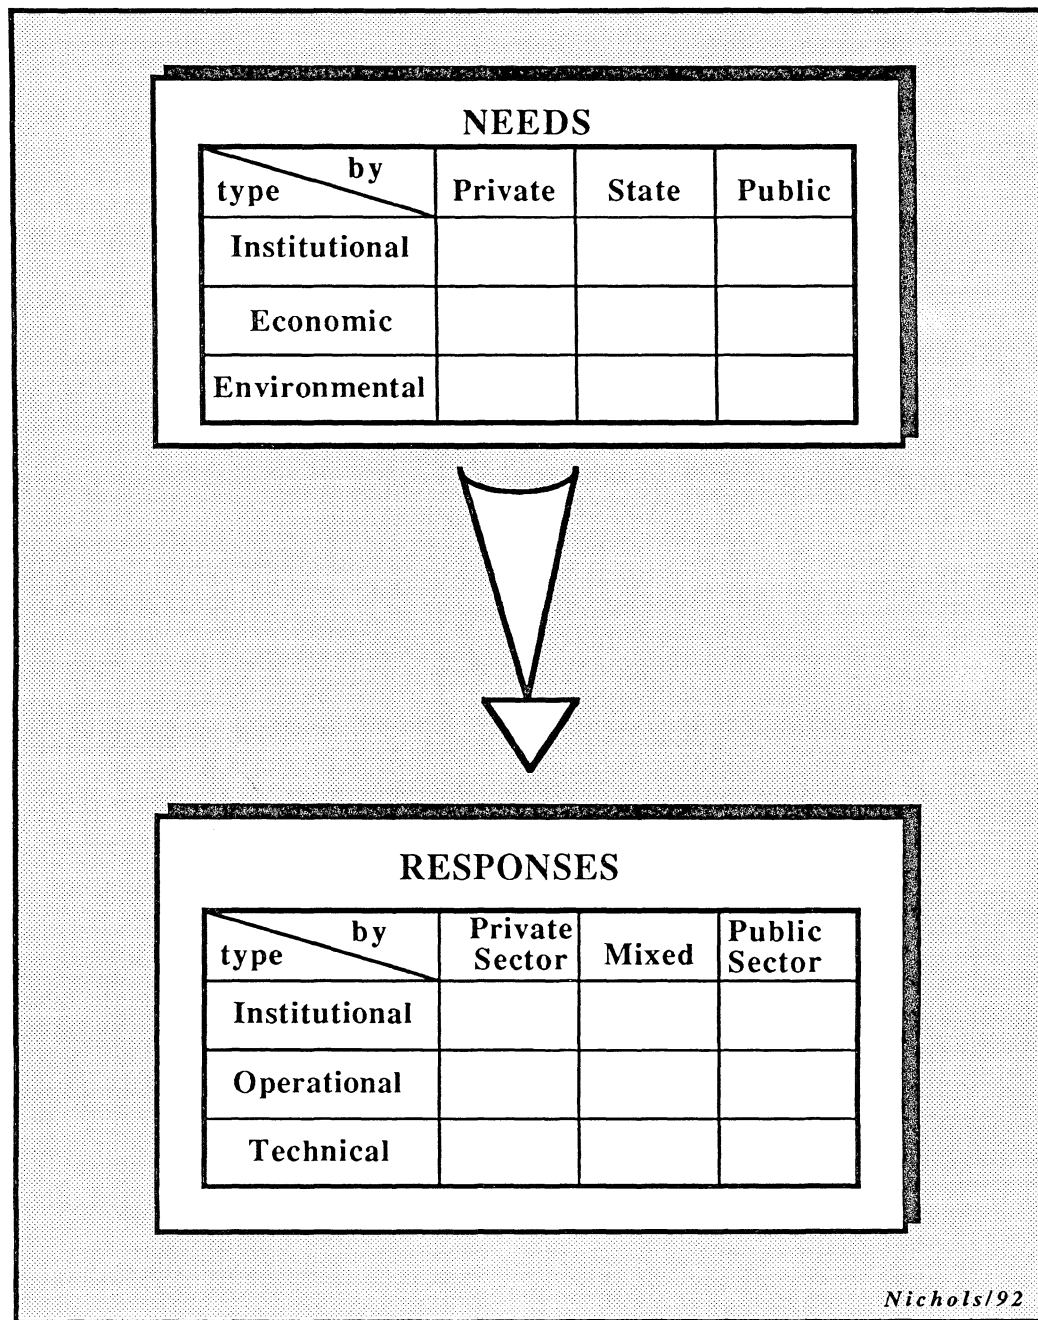 NEEDS
by
type
Private State Public
Institutional
Economic
Environmental
RESPONSES
by
type
Private Sector Mixed Public Sector
Institutional
Operational
Technical
Nichols/92